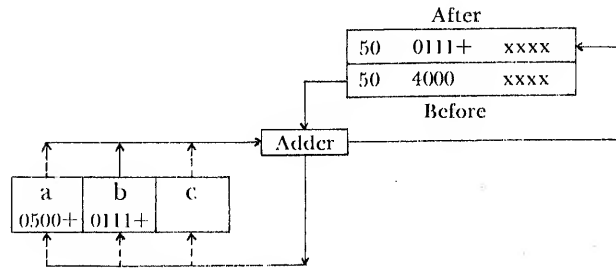 After
50 0111+ xxxx
50 4000 xxxx
Before
Adder
a b c
0500+ 0111+